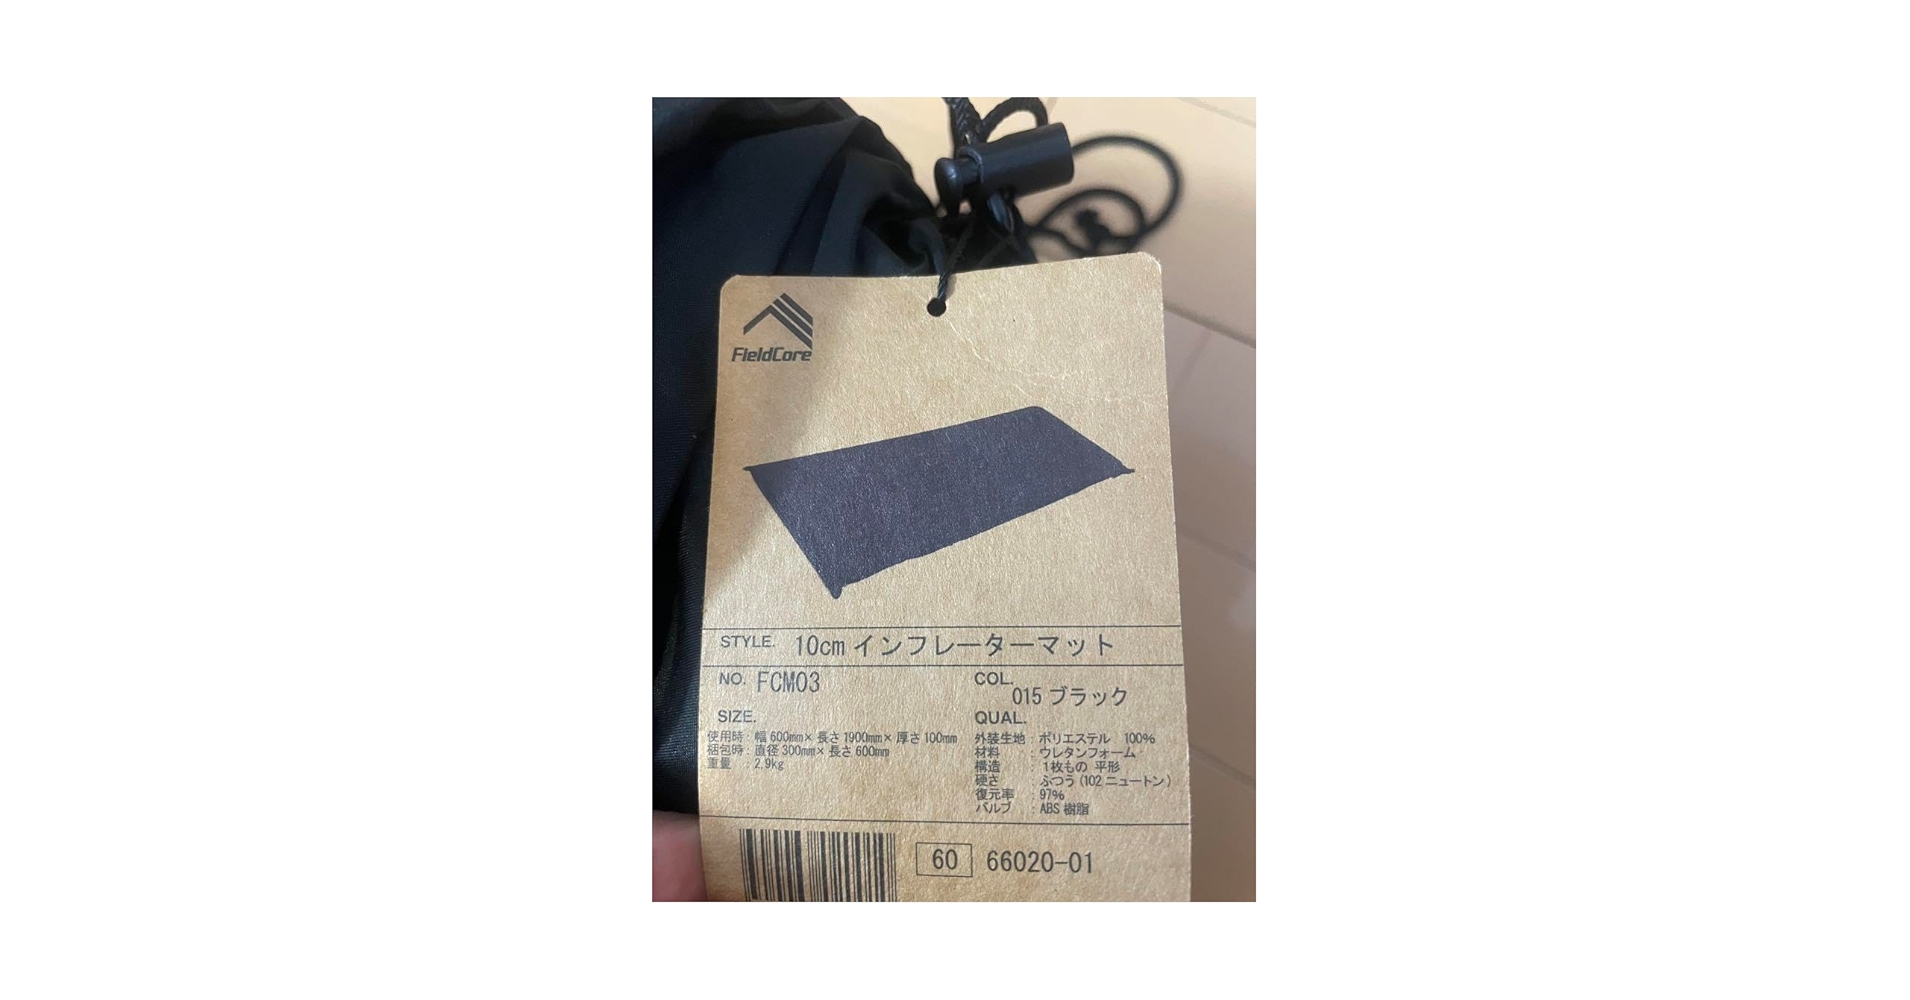 FieldCore
STYLE. 10cm インフレーターマット
NO. FCM03
COL. 015 ブラック
SIZE.
使用時 : 幅 600mm× 長さ 1900mm× 厚さ 100mm
梱包時 : 直径 300mm× 長さ 600mm
重量 : 2.9kg
QUAL.
外装生地 : ポリエステル 100%
材料 : ウレタンフォーム
構造 : 1枚もの 平形
硬さ : ふつう (102 ニュートン)
復元率 : 97%
バルブ : ABS 樹脂
60 66020-01